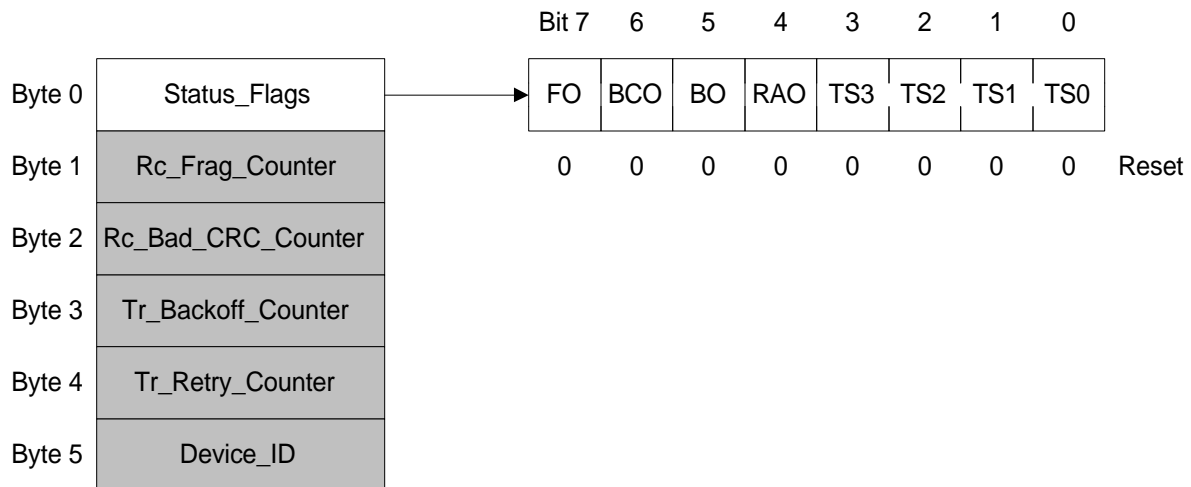 Bit 7 6 5 4 3 2 1 0
Byte 0 Status_Flags FO BCO BO RAO TS3 TS2 TS1 TS0
Byte 1 Rc_Frag_Counter 0 0 0 0 0 0 0 0 Reset
Byte 2 Rc_Bad_CRC_Counter
Byte 3 Tr_Backoff_Counter
Byte 4 Tr_Retry_Counter
Byte 5 Device_ID